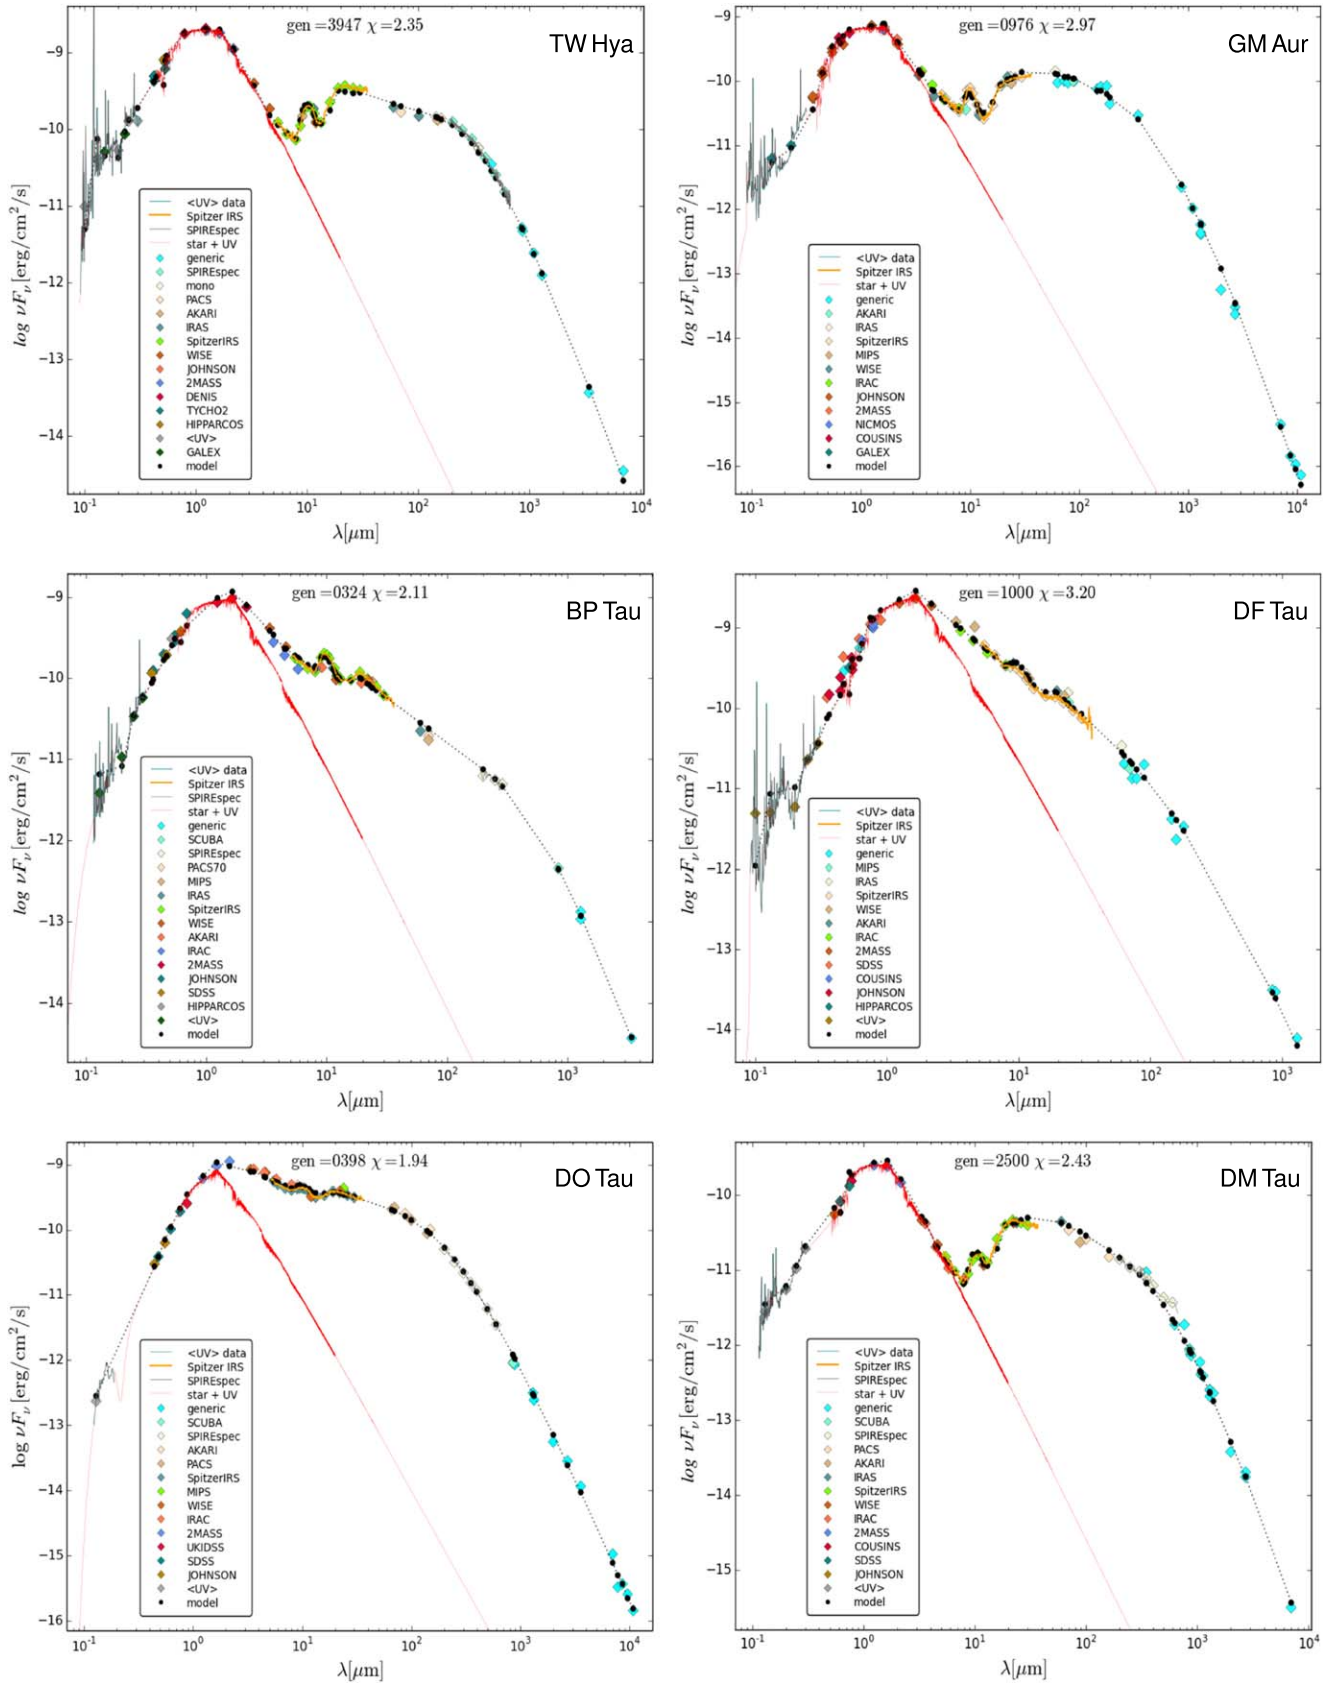 gen =3947 χ=2.35
TW Hya
−9
−10
−11
−12
−13
−14
log νFν[erg/cm²/s]
<UV> data
Spitzer IRS
SPIREspec
star + UV
generic
SPIREspec
mono
PACS
AKARI
IRAS
SpitzerIRS
WISE
JOHNSON
2MASS
DENIS
TYCHO2
HIPPARCOS
<UV>
GALEX
model
10⁻¹ 10⁰ 10¹ 10² 10³ 10⁴
λ[μm]
gen =0976 χ=2.97
GM Aur
−9
−10
−11
−12
−13
−14
−15
−16
log νFν[erg/cm²/s]
<UV> data
Spitzer IRS
star + UV
generic
AKARI
IRAS
SpitzerIRS
MIPS
WISE
IRAC
JOHNSON
2MASS
NICMOS
COUSINS
GALEX
model
10⁻¹ 10⁰ 10¹ 10² 10³ 10⁴
λ[μm]
gen =0324 χ=2.11
BP Tau
−9
−10
−11
−12
−13
−14
log νFν[erg/cm²/s]
<UV> data
Spitzer IRS
SPIREspec
star + UV
generic
SCUBA
SPIREspec
PACS70
MIPS
IRAS
SpitzerIRS
WISE
AKARI
IRAC
2MASS
JOHNSON
SDSS
HIPPARCOS
<UV>
model
10⁻¹ 10⁰ 10¹ 10² 10³
λ[μm]
gen =1000 χ=3.20
DF Tau
−9
−10
−11
−12
−13
−14
log νFν[erg/cm²/s]
<UV> data
Spitzer IRS
star + UV
generic
MIPS
IRAS
SpitzerIRS
WISE
AKARI
IRAC
2MASS
SDSS
COUSINS
JOHNSON
HIPPARCOS
<UV>
model
10⁻¹ 10⁰ 10¹ 10² 10³
λ[μm]
gen =0398 χ=1.94
DO Tau
−9
−10
−11
−12
−13
−14
−15
−16
log νFν[erg/cm²/s]
<UV> data
Spitzer IRS
SPIREspec
star + UV
generic
SCUBA
SPIREspec
AKARI
PACS
SpitzerIRS
MIPS
WISE
IRAC
2MASS
UKIDSS
SDSS
JOHNSON
<UV>
model
10⁻¹ 10⁰ 10¹ 10² 10³ 10⁴
λ[μm]
gen =2500 χ=2.43
DM Tau
−10
−11
−12
−13
−14
−15
log νFν[erg/cm²/s]
<UV> data
Spitzer IRS
SPIREspec
star + UV
generic
SCUBA
SPIREspec
PACS
AKARI
IRAS
SpitzerIRS
WISE
IRAC
2MASS
COUSINS
SDSS
JOHNSON
<UV>
model
10⁻¹ 10⁰ 10¹ 10² 10³ 10⁴
λ[μm]